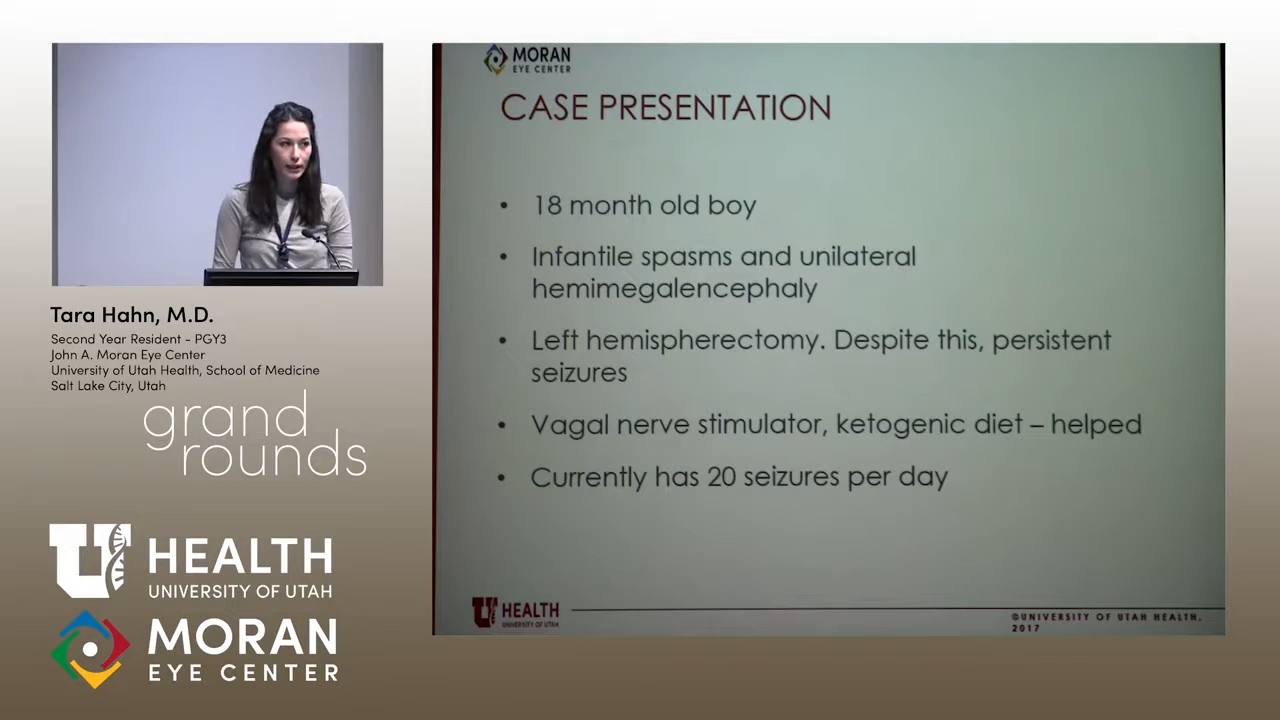 MORAN
EYE CENTER
CASE PRESENTATION
• 18 month old boy
• Infantile spasms and unilateral
hemimegalencephaly
• Left hemispherectomy. Despite this, persistent
seizures
• Vagal nerve stimulator, ketogenic diet – helped
• Currently has 20 seizures per day
U HEALTH
UNIVERSITY OF UTAH
©UNIVERSITY OF UTAH HEALTH,
2017
Tara Hahn, M.D.
Second Year Resident - PGY3
John A. Moran Eye Center
University of Utah Health, School of Medicine
Salt Lake City, Utah
grand
rounds
U HEALTH
UNIVERSITY OF UTAH
MORAN
EYE CENTER